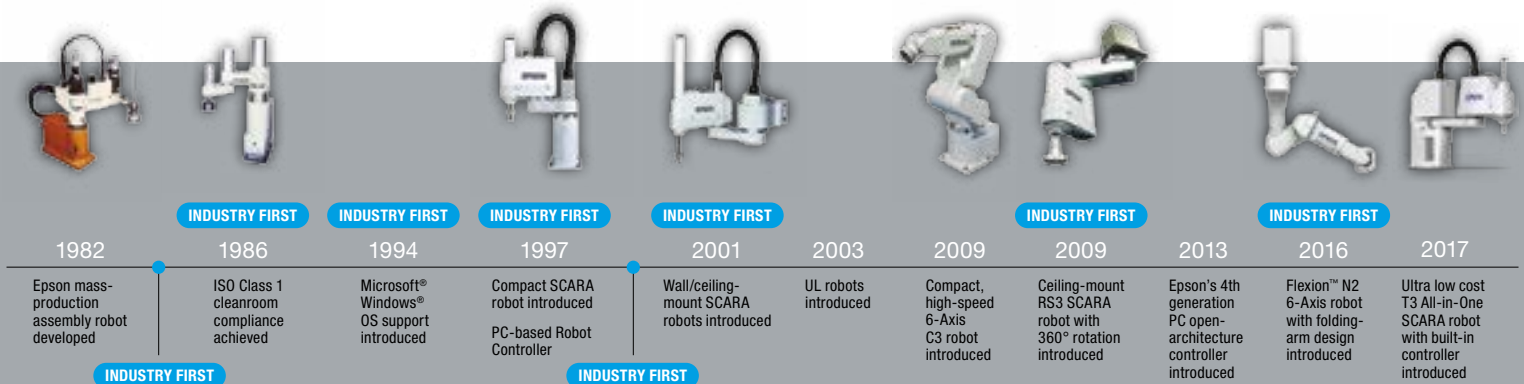 INDUSTRY FIRST
INDUSTRY FIRST
INDUSTRY FIRST
INDUSTRY FIRST
INDUSTRY FIRST
INDUSTRY FIRST
1982
1986
1994
1997
2001
2003
2009
2009
2013
2016
2017
Epson mass-
production
assembly robot
developed
ISO Class 1
cleanroom
compliance
achieved
Microsoft®
Windows®
OS support
introduced
Compact SCARA
robot introduced
PC-based Robot
Controller
Wall/ceiling-
mount SCARA
robots introduced
UL robots
introduced
Compact,
high-speed
6-Axis
C3 robot
introduced
Ceiling-mount
RS3 SCARA
robot with
360° rotation
introduced
Epson's 4th
generation
PC open-
architecture
controller
introduced
Flexion™ N2
6-Axis robot
with folding-
arm design
introduced
Ultra low cost
T3 All-in-One
SCARA robot
with built-in
controller
introduced
INDUSTRY FIRST
INDUSTRY FIRST